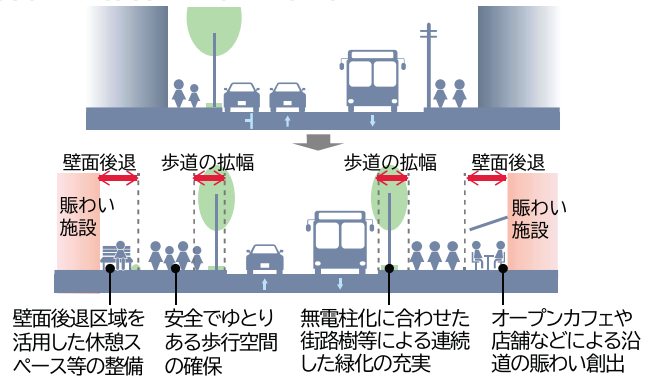 壁面後退
歩道の拡幅
歩道の拡幅
壁面後退
賑わい
施設
賑わい
施設
壁面後退区域を
活用した休憩ス
ペース等の整備
安全でゆとり
ある歩行空間
の確保
無電柱化に合わせた
街路樹等による連続
した緑化の充実
オープンカフェや
店舗などによる沿
道の賑わい創出